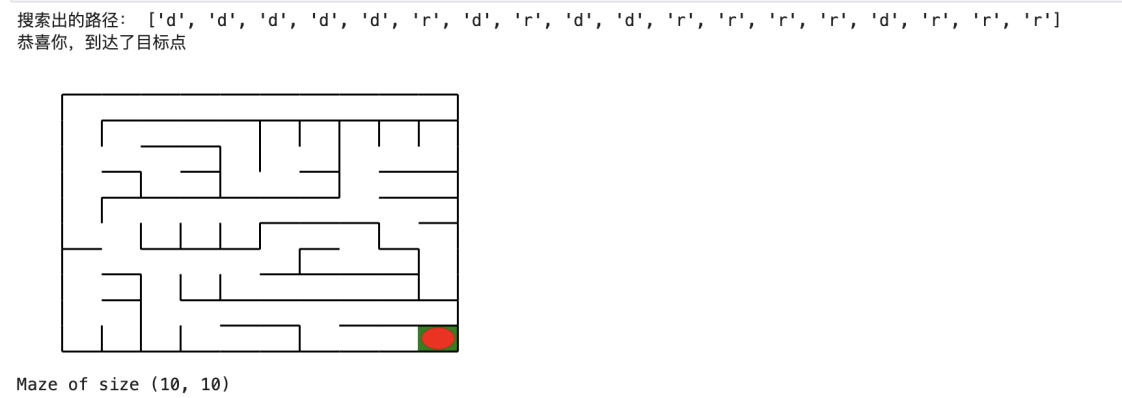 搜索出的路径： ['d', 'd', 'd', 'd', 'd', 'r', 'd', 'r', 'd', 'd', 'r', 'r', 'r', 'r', 'd', 'r', 'r', 'r']
恭喜你，到达了目标点
Maze of size (10, 10)